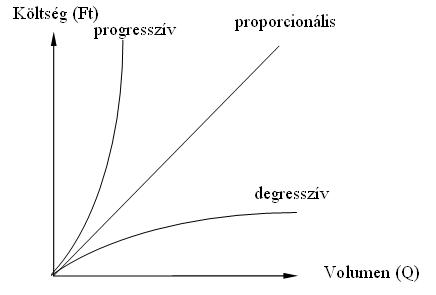 Költség (Ft)
progresszív
proporcionális
degresszív
Volumen (Q)